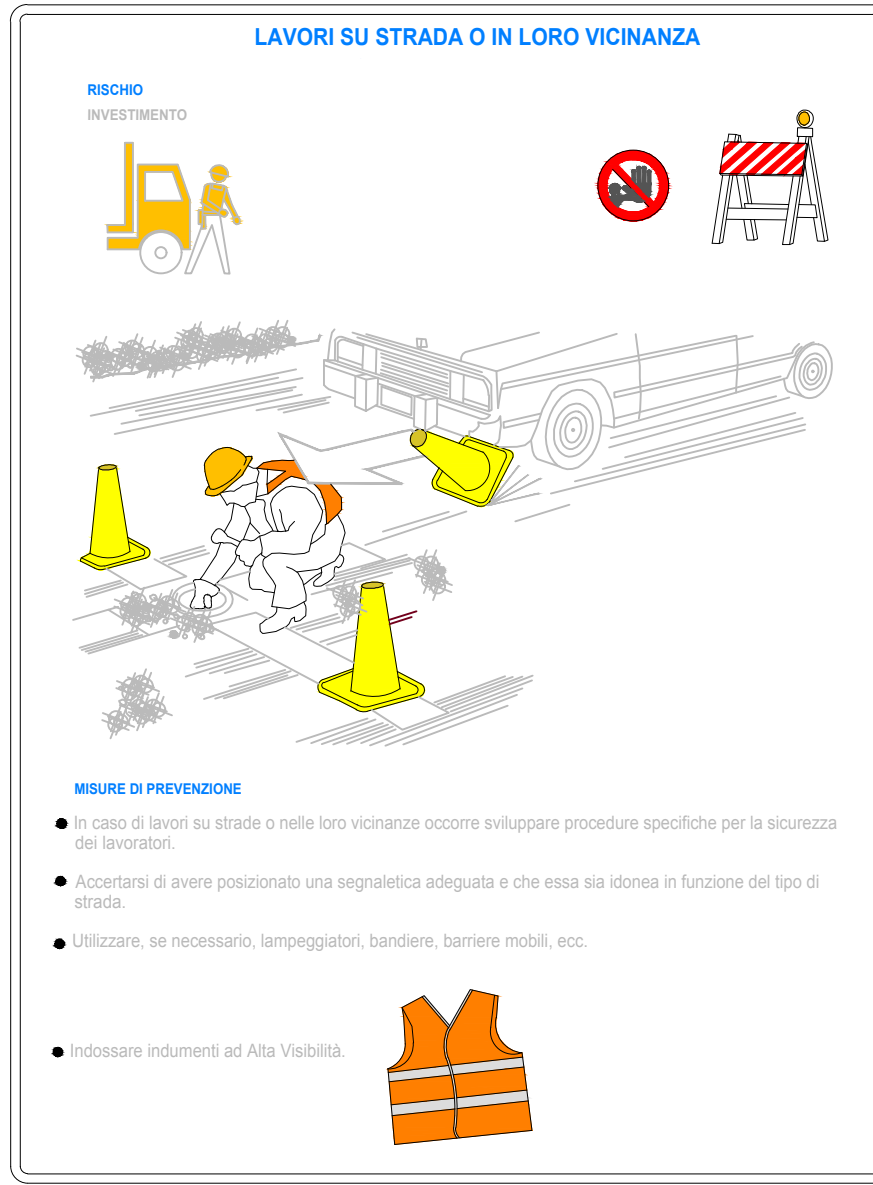 LAVORI SU STRADA O IN LORO VICINANZA
RISCHIO
INVESTIMENTO
MISURE DI PREVENZIONE
In caso di lavori su strade o nelle loro vicinanze occorre sviluppare procedure specifiche per la sicurezza
dei lavoratori.
Accertarsi di avere posizionato una segnaletica adeguata e che essa sia idonea in funzione del tipo di
strada.
Utilizzare, se necessario, lampeggiatori, bandiere, barriere mobili, ecc.
Indossare indumenti ad Alta Visibilità.